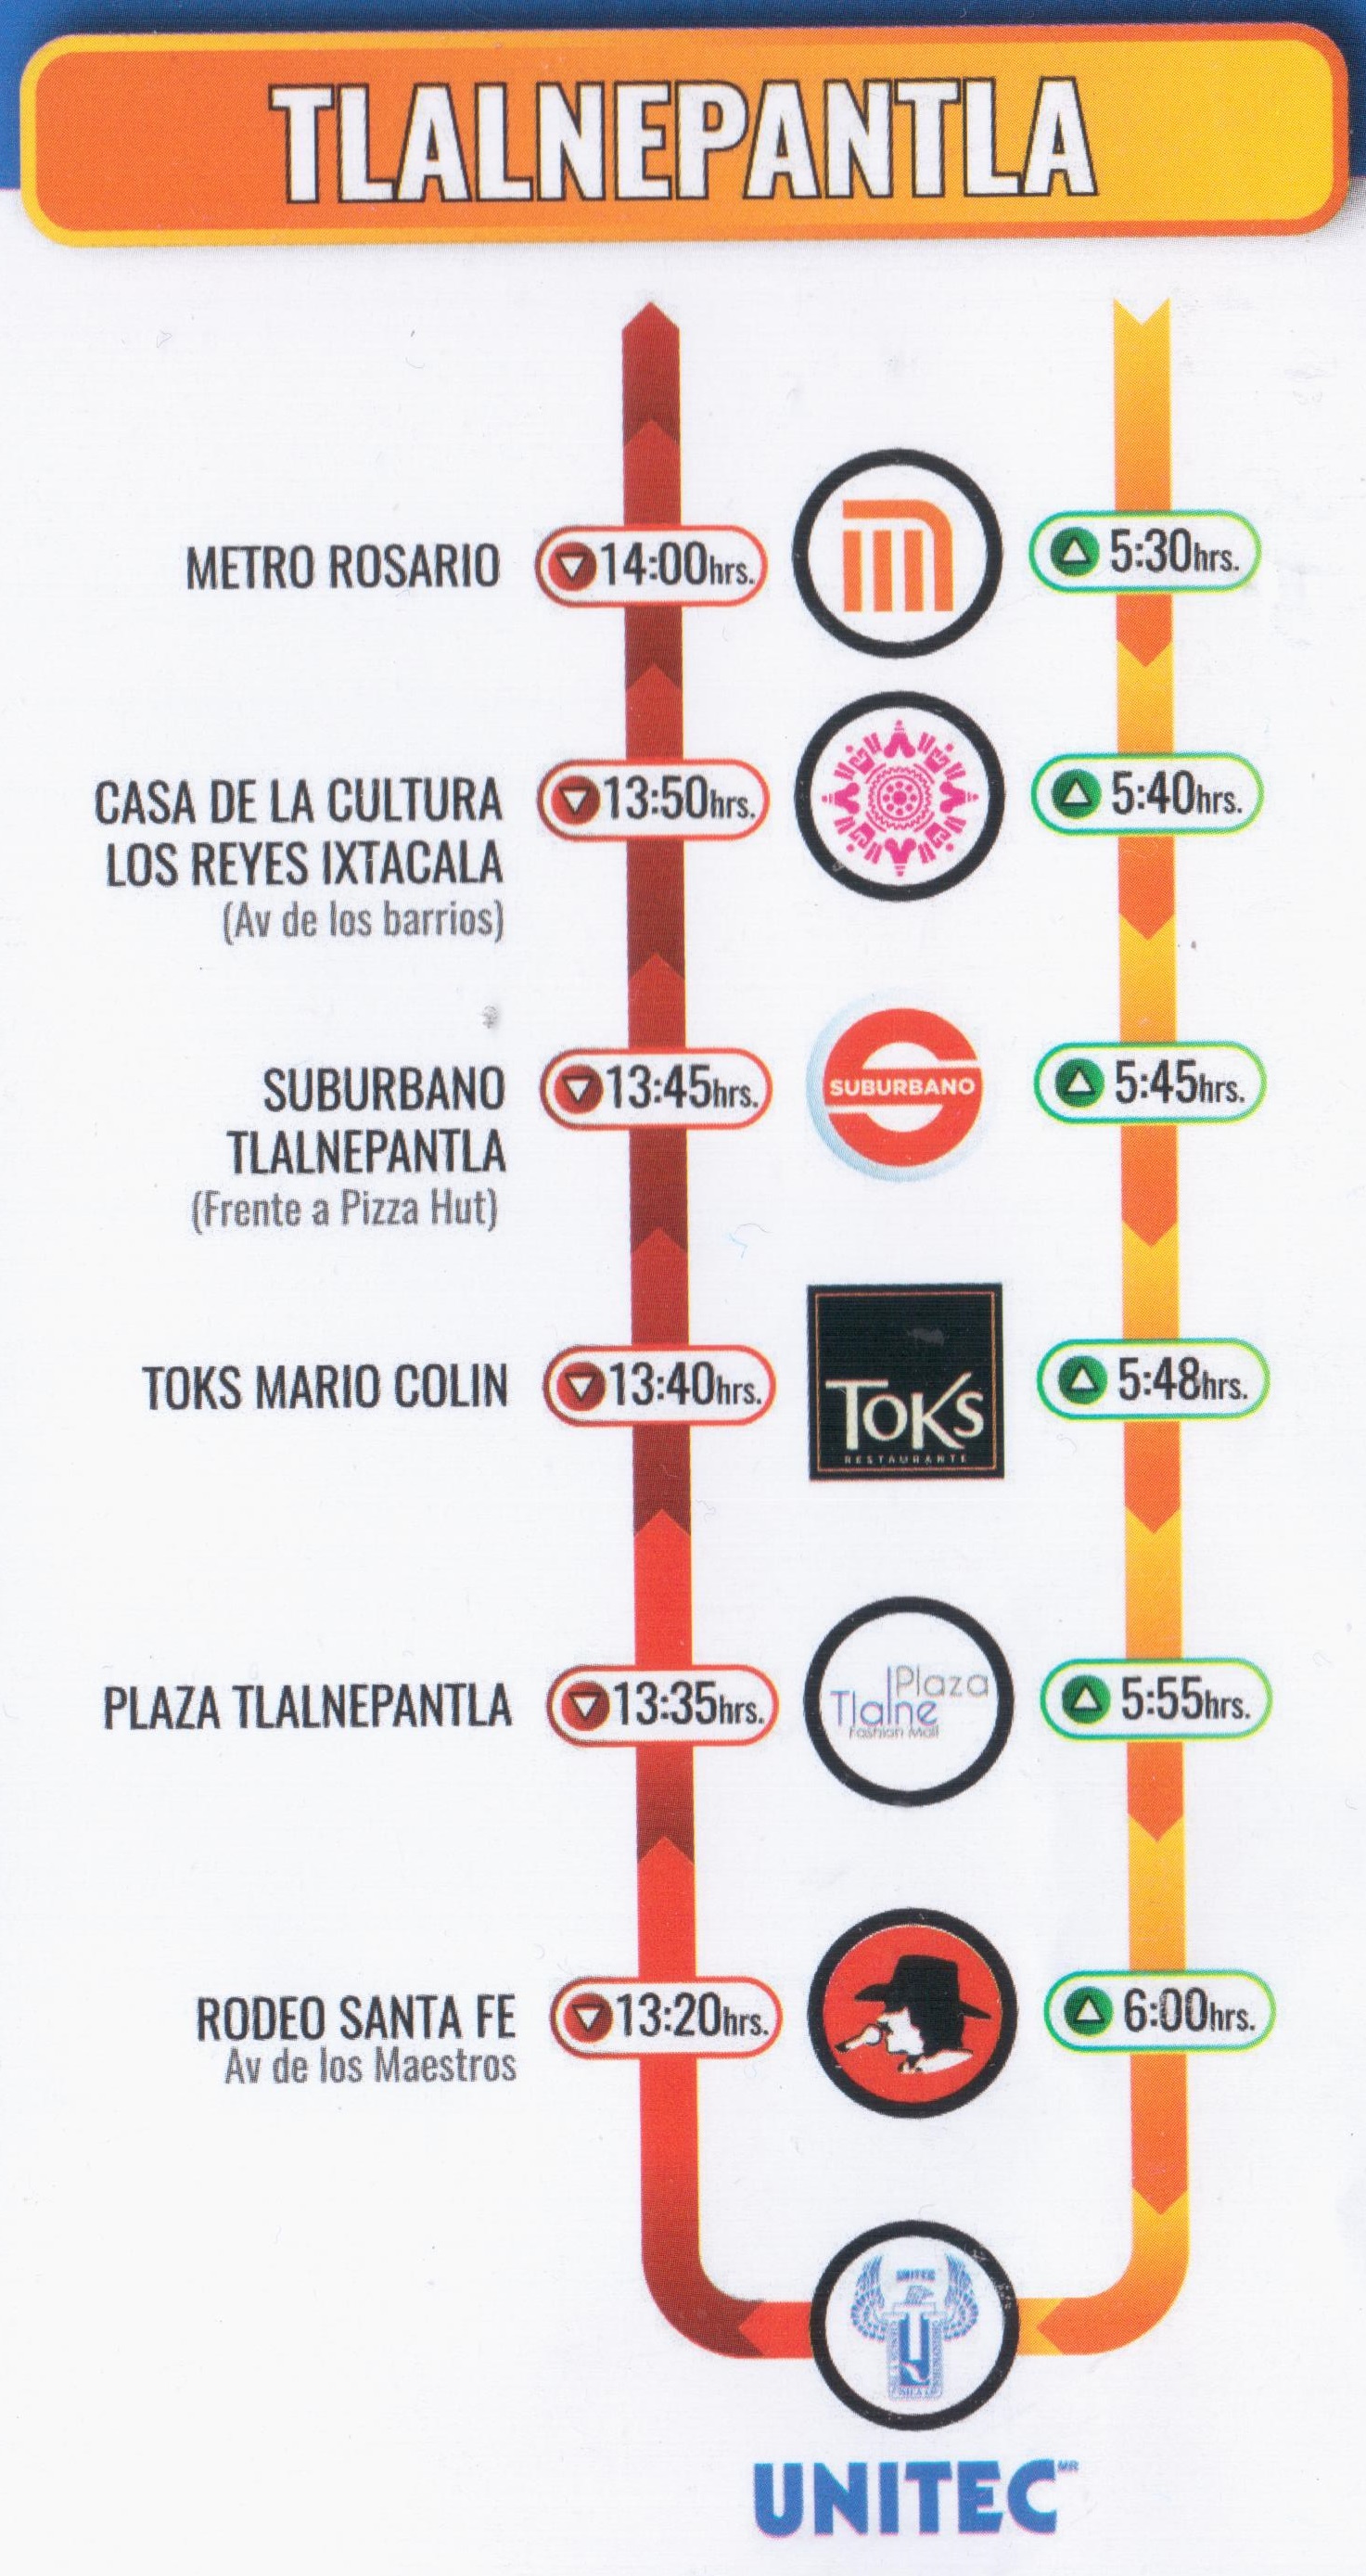 TLALNEPANTLA
METRO ROSARIO 14:00hrs. 5:30hrs.
CASA DE LA CULTURA 13:50hrs. 5:40hrs.
LOS REYES IXTACALA
(Av de los barrios)
SUBURBANO 13:45hrs. SUBURBANO 5:45hrs.
TLALNEPANTLA
(Frente a Pizza Hut)
TOKS MARIO COLIN 13:40hrs. TOKS 5:48hrs.
RESTAURANTE
PLAZA TLALNEPANTLA 13:35hrs. Plaza 5:55hrs.
Tlalne
Fashion Mall
RODEO SANTA FE 13:20hrs. 6:00hrs.
Av de los Maestros
UNITEC
UNITEC MR